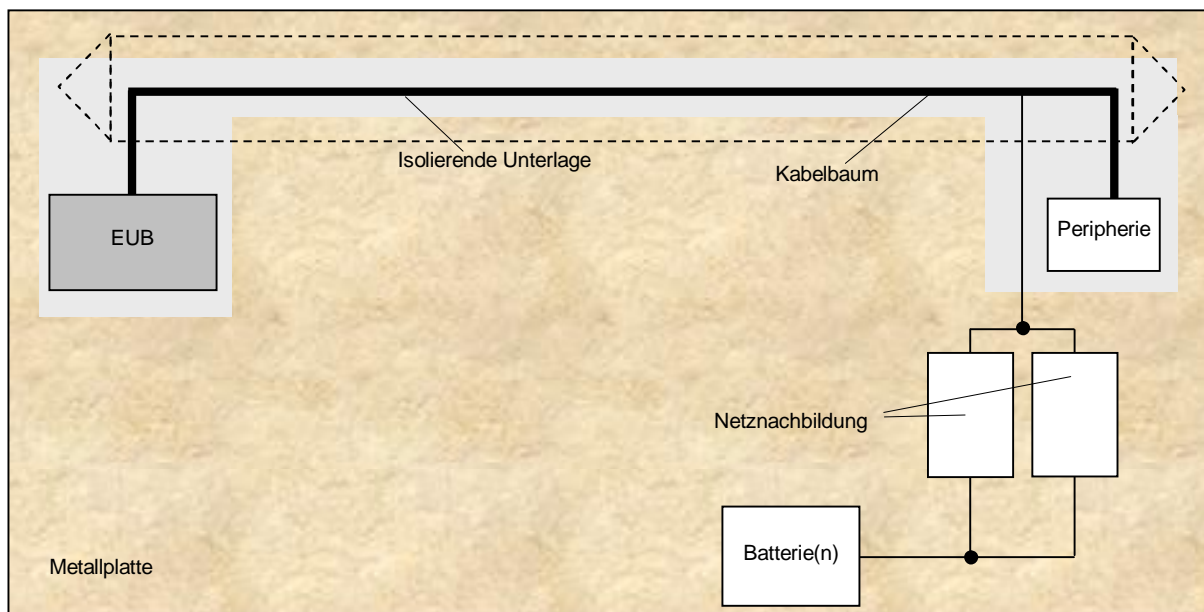 Isolierende Unterlage
Kabelbaum
EUB
Peripherie
Netznachbildung
Batterie(n)
Metallplatte